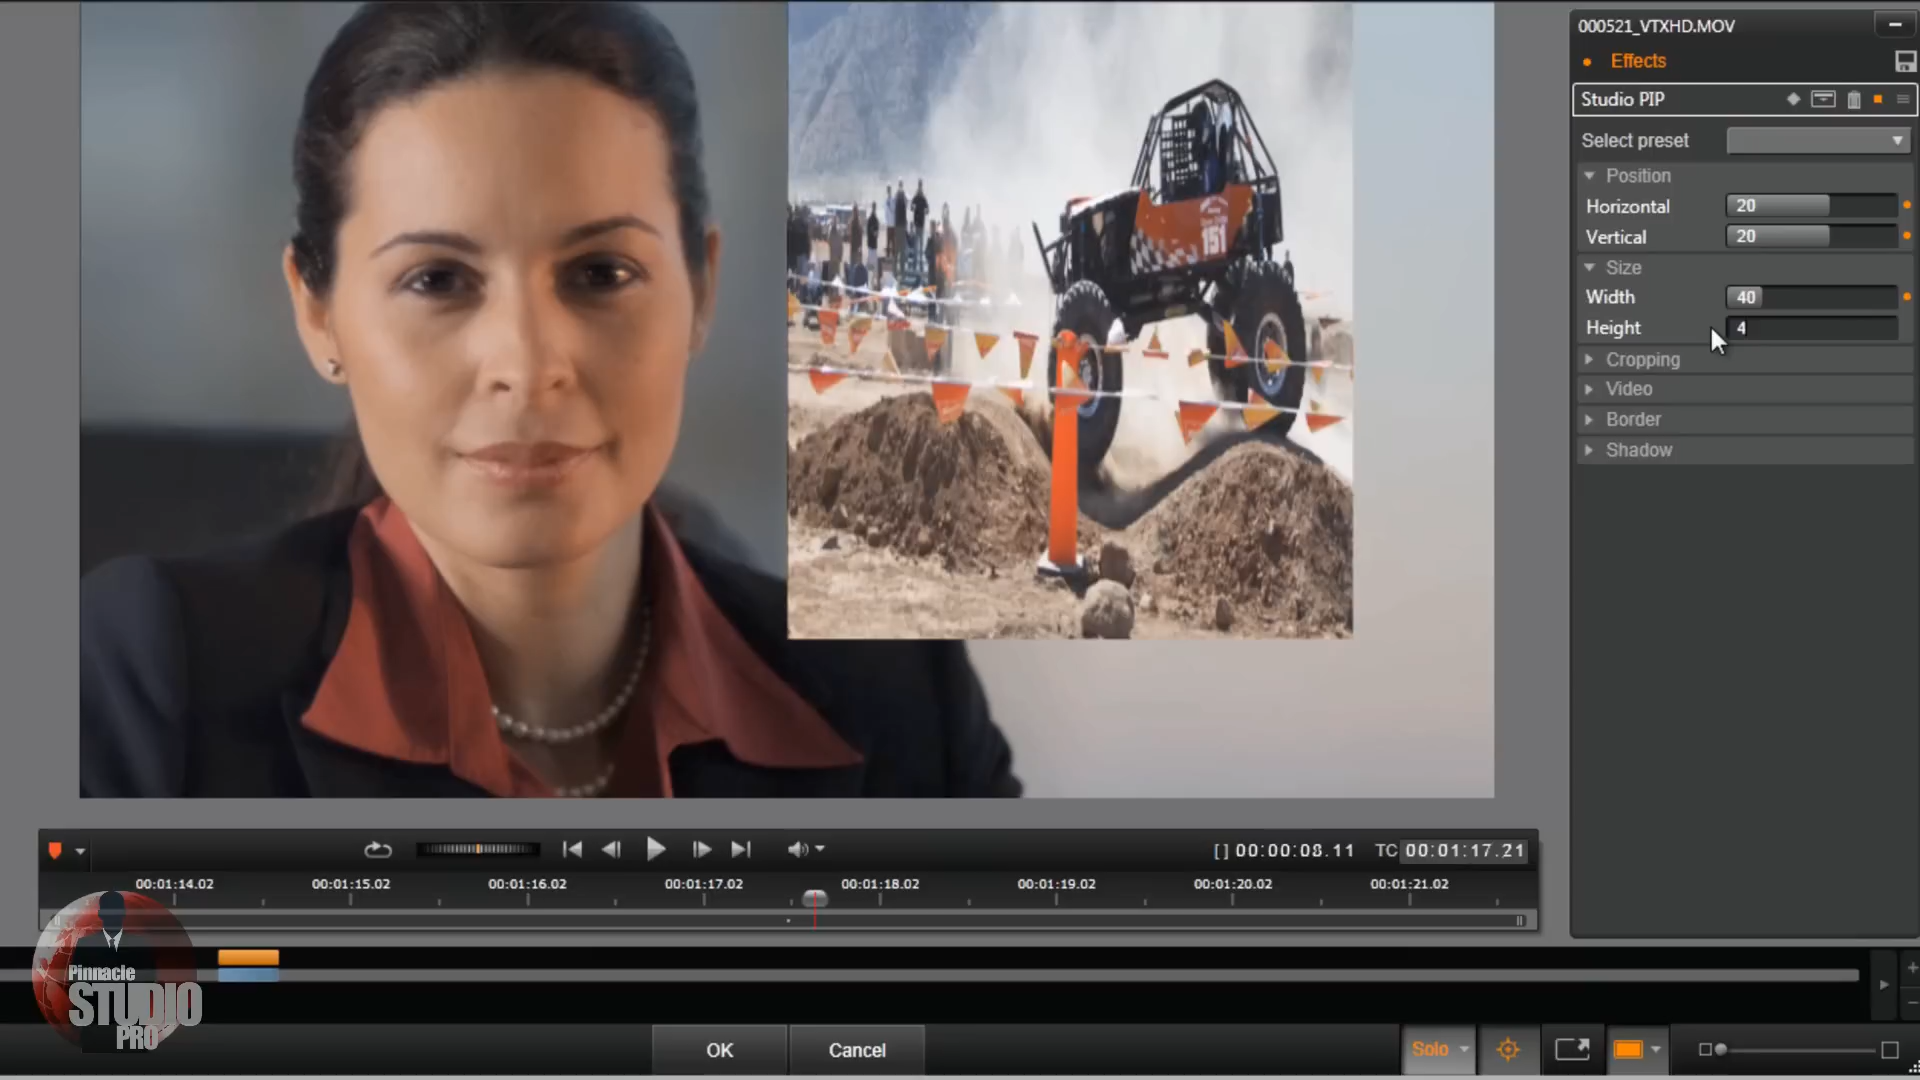 000521_VTXHD.MOV
Effects
Studio PIP
Select preset
Position
Horizontal 20
Vertical 20
Size
Width 40
Height 4
Cropping
Video
Border
Shadow
151
[] 00:00:08.11 TC 00:01:17.21
00:01:14.02 00:01:15.02 00:01:16.02 00:01:17.02 00:01:18.02 00:01:19.02 00:01:20.02 00:01:21.02
Pinnacle
STUDIO
PRO
OK Cancel Solo